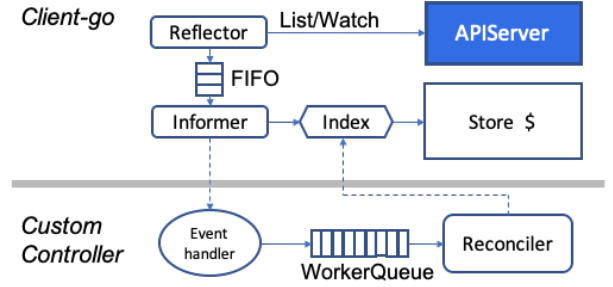 Client-go
Reflector
List/Watch
APIServer
FIFO
Informer
Index
Store $
Custom
Controller
Event
handler
WorkerQueue
Reconciler